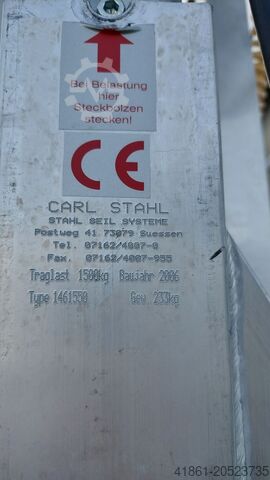 Bei Belastung
hier
Steckbolzen
stecken!
CE
CARL STAHL
STAHL SEIL SYSTEME
Postweg 41 73079 Suessen
Tel. 07162/4007-0
Fax. 07162/4007-955
Traglast 1500kg Baujahr 2006
Type 1461550 Gew 233kg
41861-20523735